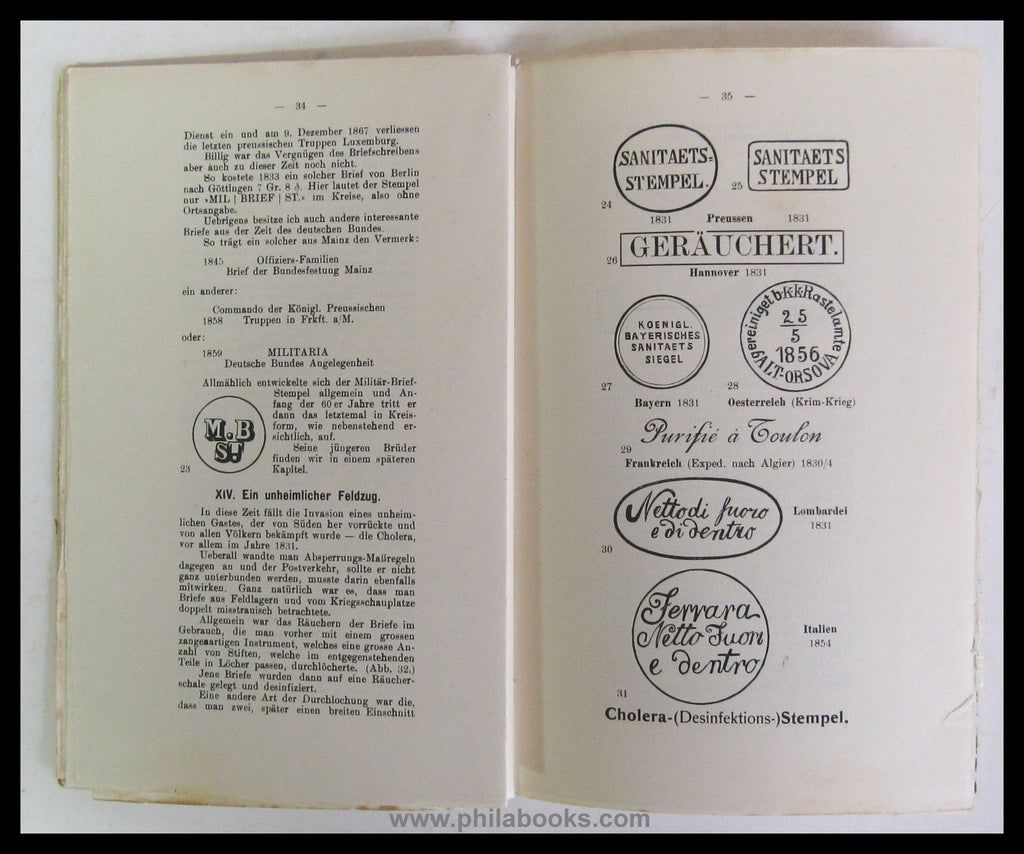 — 34 —
Dienst ein und am 9. Dezember 1867 verliessen
die letzten preussischen Truppen Luxemburg.
Billig war das Vergnügen des Briefschreibens
aber auch zu dieser Zeit noch nicht.
So kostete 1833 ein solcher Brief von Berlin
nach Göttingen 7 Gr. 8 ₰. Hier lautet der Stempel
nur »MIL | BRIEF | ST.« im Kreise, also ohne
Ortsangabe.
Uebrigens besitze ich auch andere interessante
Briefe aus der Zeit des deutschen Bundes.
So trägt ein solcher aus Mainz den Vermerk:
1845 Offiziers-Familien
Brief der Bundesfestung Mainz
ein anderer:
Commando der Königl. Preussischen
1858 Truppen in Frkft. a/M.
oder:
1859 MILITARIA
Deutsche Bundes Angelegenheit
Allmählich entwickelte sich der Militär-Brief-
Stempel allgemein und An-
fang der 60er Jahre tritt er
dann das letztemal in Kreis-
form, wie nebenstehend er-
sichtlich, auf.
Seine jüngeren Brüder
finden wir in einem späteren
Kapitel.
M.B
ST.
23
XIV. Ein unheimlicher Feldzug.
In diese Zeit fällt die Invasion eines unheim-
lichen Gastes, der von Süden her vorrückte und
von allen Völkern bekämpft wurde — die Cholera,
vor allem im Jahre 1831.
Ueberall wandte man Absperrungs-Maßregeln
dagegen an und der Postverkehr, sollte er nicht
ganz unterbunden werden, musste darin ebenfalls
mitwirken. Ganz natürlich war es, dass man
Briefe aus Feldlagern und vom Kriegsschauplatze
doppelt misstrauisch betrachtete.
Allgemein war das Räuchern der Briefe im
Gebrauch, die man vorher mit einem grossen
zangenartigen Instrument, welches eine grosse An-
zahl von Stiften, welche im entgegenstehenden
Teile in Löcher passen, durchlöcherte. (Abb. 32.)
Jene Briefe wurden dann auf eine Räucher-
schale gelegt und desinfiziert.
Eine andere Art der Durchlochung war die,
dass man zwei, später einen breiten Einschnitt
— 35 —
SANITAETS=
STEMPEL.
24
SANITAETS
STEMPEL
25
1831 Preussen 1831
GERÄUCHERT.
26
Hannover 1831
KOENIGL.
BAYERISCHES
SANITAETS
SIEGEL
27
Bayern 1831
Vereiniget b. k. k. Rastelamte
25
5
1856
ALT-ORSOVA
28
Oesterreich (Krim-Krieg)
Purifié à Toulon
29
Frankreich (Exped. nach Algier) 1830/4
Netto di fuoro
e di dentro
30
Lombardei
1831
Ferrara
Netto Fuori
e dentro
31
Italien
1854
Cholera-(Desinfektions-)Stempel.
www.philabooks.com